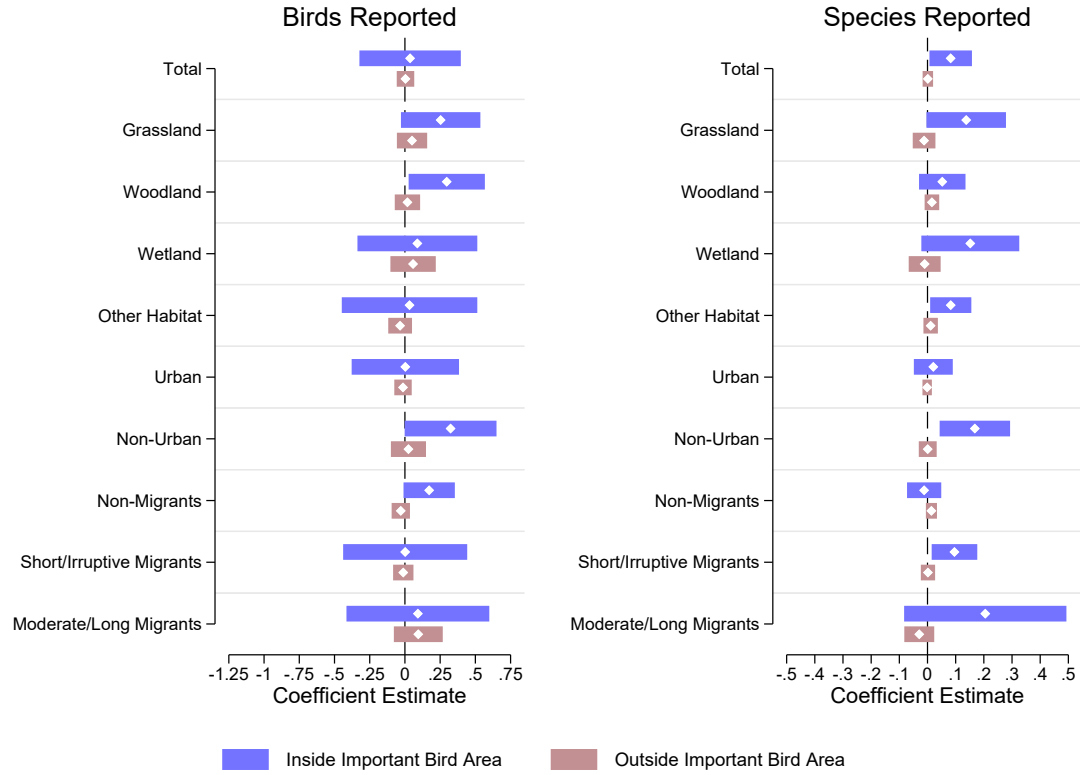 Birds Reported
Total
Grassland
Woodland
Wetland
Other Habitat
Urban
Non-Urban
Non-Migrants
Short/Irruptive Migrants
Moderate/Long Migrants
-1.25 -1 -.75 -.5 -.25 0 .25 .5 .75
Coefficient Estimate
Species Reported
Total
Grassland
Woodland
Wetland
Other Habitat
Urban
Non-Urban
Non-Migrants
Short/Irruptive Migrants
Moderate/Long Migrants
-.5 -.4 -.3 -.2 -.1 0 .1 .2 .3 .4 .5
Coefficient Estimate
Inside Important Bird Area
Outside Important Bird Area